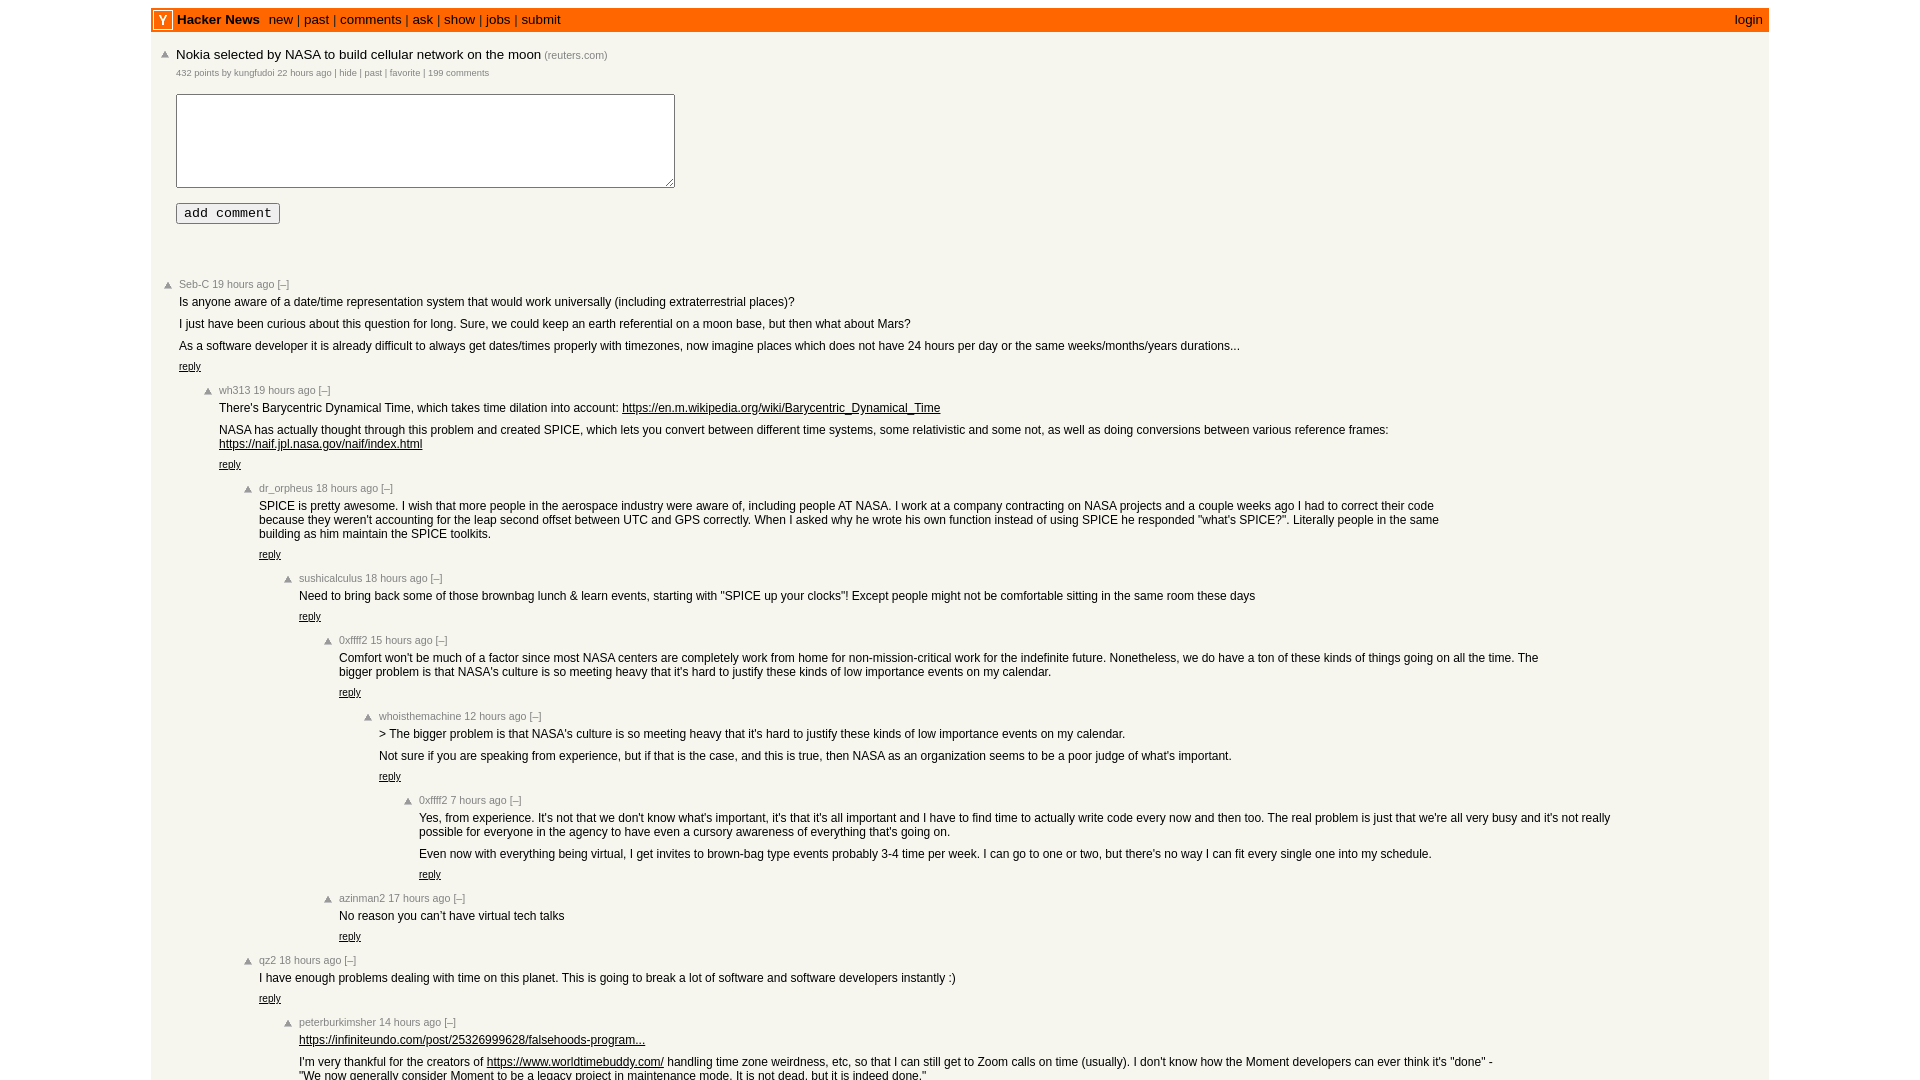 Y Hacker News new | past | comments | ask | show | jobs | submit login
Nokia selected by NASA to build cellular network on the moon (reuters.com)
432 points by kungfudoi 22 hours ago | hide | past | favorite | 199 comments
add comment
Seb-C 19 hours ago [–]
Is anyone aware of a date/time representation system that would work universally (including extraterrestrial places)?
I just have been curious about this question for long. Sure, we could keep an earth referential on a moon base, but then what about Mars?
As a software developer it is already difficult to always get dates/times properly with timezones, now imagine places which does not have 24 hours per day or the same weeks/months/years durations...
reply
wh313 19 hours ago [–]
There's Barycentric Dynamical Time, which takes time dilation into account: https://en.m.wikipedia.org/wiki/Barycentric_Dynamical_Time
NASA has actually thought through this problem and created SPICE, which lets you convert between different time systems, some relativistic and some not, as well as doing conversions between various reference frames:
https://naif.jpl.nasa.gov/naif/index.html
reply
dr_orpheus 18 hours ago [–]
SPICE is pretty awesome. I wish that more people in the aerospace industry were aware of, including people AT NASA. I work at a company contracting on NASA projects and a couple weeks ago I had to correct their code
because they weren't accounting for the leap second offset between UTC and GPS correctly. When I asked why he wrote his own function instead of using SPICE he responded "what's SPICE?". Literally people in the same
building as him maintain the SPICE toolkits.
reply
sushicalculus 18 hours ago [–]
Need to bring back some of those brownbag lunch & learn events, starting with "SPICE up your clocks"! Except people might not be comfortable sitting in the same room these days
reply
0xffff2 15 hours ago [–]
Comfort won't be much of a factor since most NASA centers are completely work from home for non-mission-critical work for the indefinite future. Nonetheless, we do have a ton of these kinds of things going on all the time. The
bigger problem is that NASA's culture is so meeting heavy that it's hard to justify these kinds of low importance events on my calendar.
reply
whoisthemachine 12 hours ago [–]
> The bigger problem is that NASA's culture is so meeting heavy that it's hard to justify these kinds of low importance events on my calendar.
Not sure if you are speaking from experience, but if that is the case, and this is true, then NASA as an organization seems to be a poor judge of what's important.
reply
0xffff2 7 hours ago [–]
Yes, from experience. It's not that we don't know what's important, it's that it's all important and I have to find time to actually write code every now and then too. The real problem is just that we're all very busy and it's not really
possible for everyone in the agency to have even a cursory awareness of everything that's going on.
Even now with everything being virtual, I get invites to brown-bag type events probably 3-4 time per week. I can go to one or two, but there's no way I can fit every single one into my schedule.
reply
azinman2 17 hours ago [–]
No reason you can’t have virtual tech talks
reply
qz2 18 hours ago [–]
I have enough problems dealing with time on this planet. This is going to break a lot of software and software developers instantly :)
reply
peterburkimsher 14 hours ago [–]
https://infiniteundo.com/post/25326999628/falsehoods-program...
I'm very thankful for the creators of https://www.worldtimebuddy.com/ handling time zone weirdness, etc, so that I can still get to Zoom calls on time (usually). I don't know how the Moment developers can ever think it's "done" -
"We now generally consider Moment to be a legacy project in maintenance mode. It is not dead, but it is indeed done."